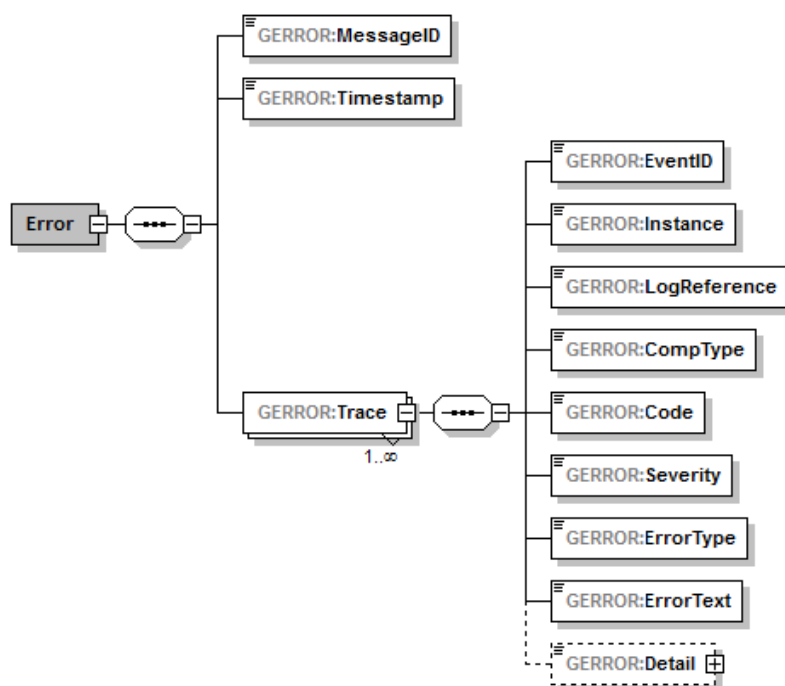 GERROR:MessageID
GERROR:Timestamp
GERROR:EventID
Error
GERROR:Instance
GERROR:LogReference
GERROR:CompType
GERROR:Trace
GERROR:Code
1..∞
GERROR:Severity
GERROR:ErrorType
GERROR:ErrorText
GERROR:Detail